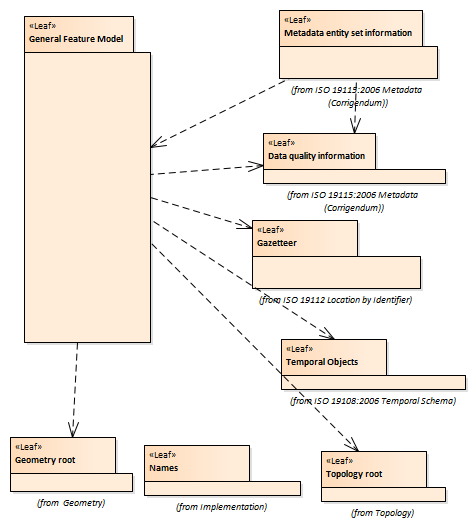 «Leaf»
General Feature Model
«Leaf»
Metadata entity set information
(from ISO 19115:2006 Metadata
(Corrigendum))
«Leaf»
Data quality information
(from ISO 19115:2006 Metadata
(Corrigendum))
«Leaf»
Gazetteer
(from ISO 19112 Location by Identifier)
«Leaf»
Temporal Objects
(from ISO 19108:2006 Temporal Schema)
«Leaf»
Geometry root
(from Geometry)
«Leaf»
Names
(from Implementation)
«Leaf»
Topology root
(from Topology)